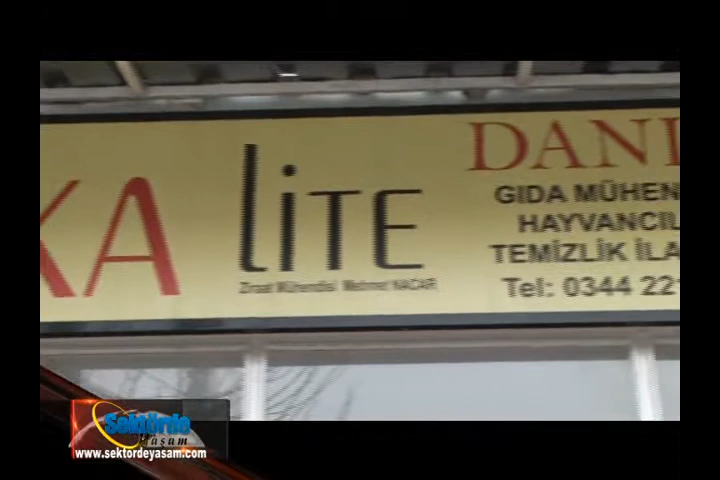 KA liTE
Ziraat Mühendisi Mehmet NACAR
DANI
GIDA MÜHEN
HAYVANCIL
TEMİZLİK İLA
Tel: 0344 22
Sektörde
Yaşam
www.sektordeyasam.com